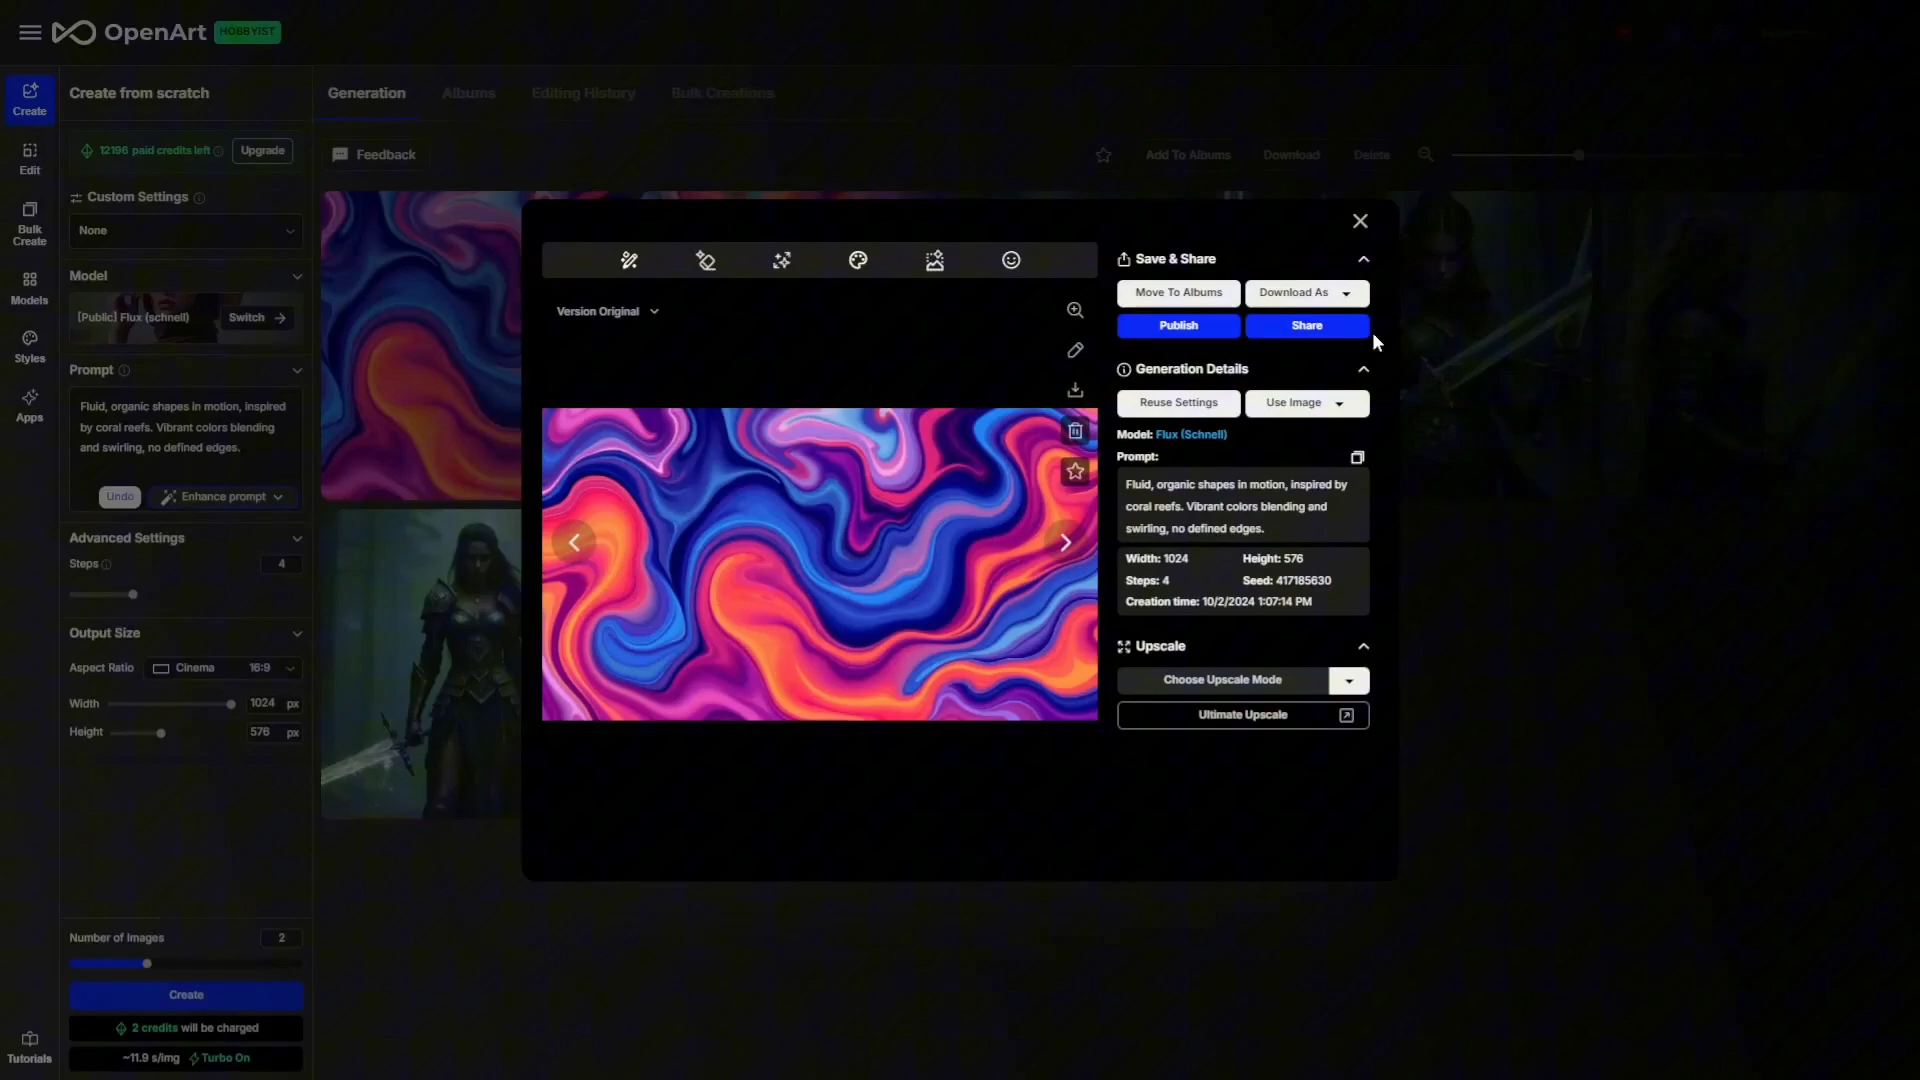 OpenArt HOBBYIST
Create
Edit
Bulk
Create
Models
Styles
Apps
Tutorials
Create from scratch
12196 paid credits left
Upgrade
Custom Settings
None
Model
[Public] Flux (schnell)
Switch
Prompt
Fluid, organic shapes in motion, inspired
by coral reefs. Vibrant colors blending
and swirling, no defined edges.
Undo
Enhance prompt
Advanced Settings
Steps
4
Output Size
Aspect Ratio
Cinema
16:9
Width
1024
px
Height
576
px
Number of Images
2
Create
2 credits will be charged
~11.9 s/img
Turbo On
Generation
Albums
Editing History
Bulk Creations
Feedback
Add To Albums
Download
Delete
Version Original
Save & Share
Move To Albums
Download As
Publish
Share
Generation Details
Reuse Settings
Use Image
Model: Flux (Schnell)
Prompt:
Fluid, organic shapes in motion, inspired by
coral reefs. Vibrant colors blending and
swirling, no defined edges.
Width: 1024
Height: 576
Steps: 4
Seed: 417185630
Creation time: 10/2/2024 1:07:14 PM
Upscale
Choose Upscale Mode
Ultimate Upscale